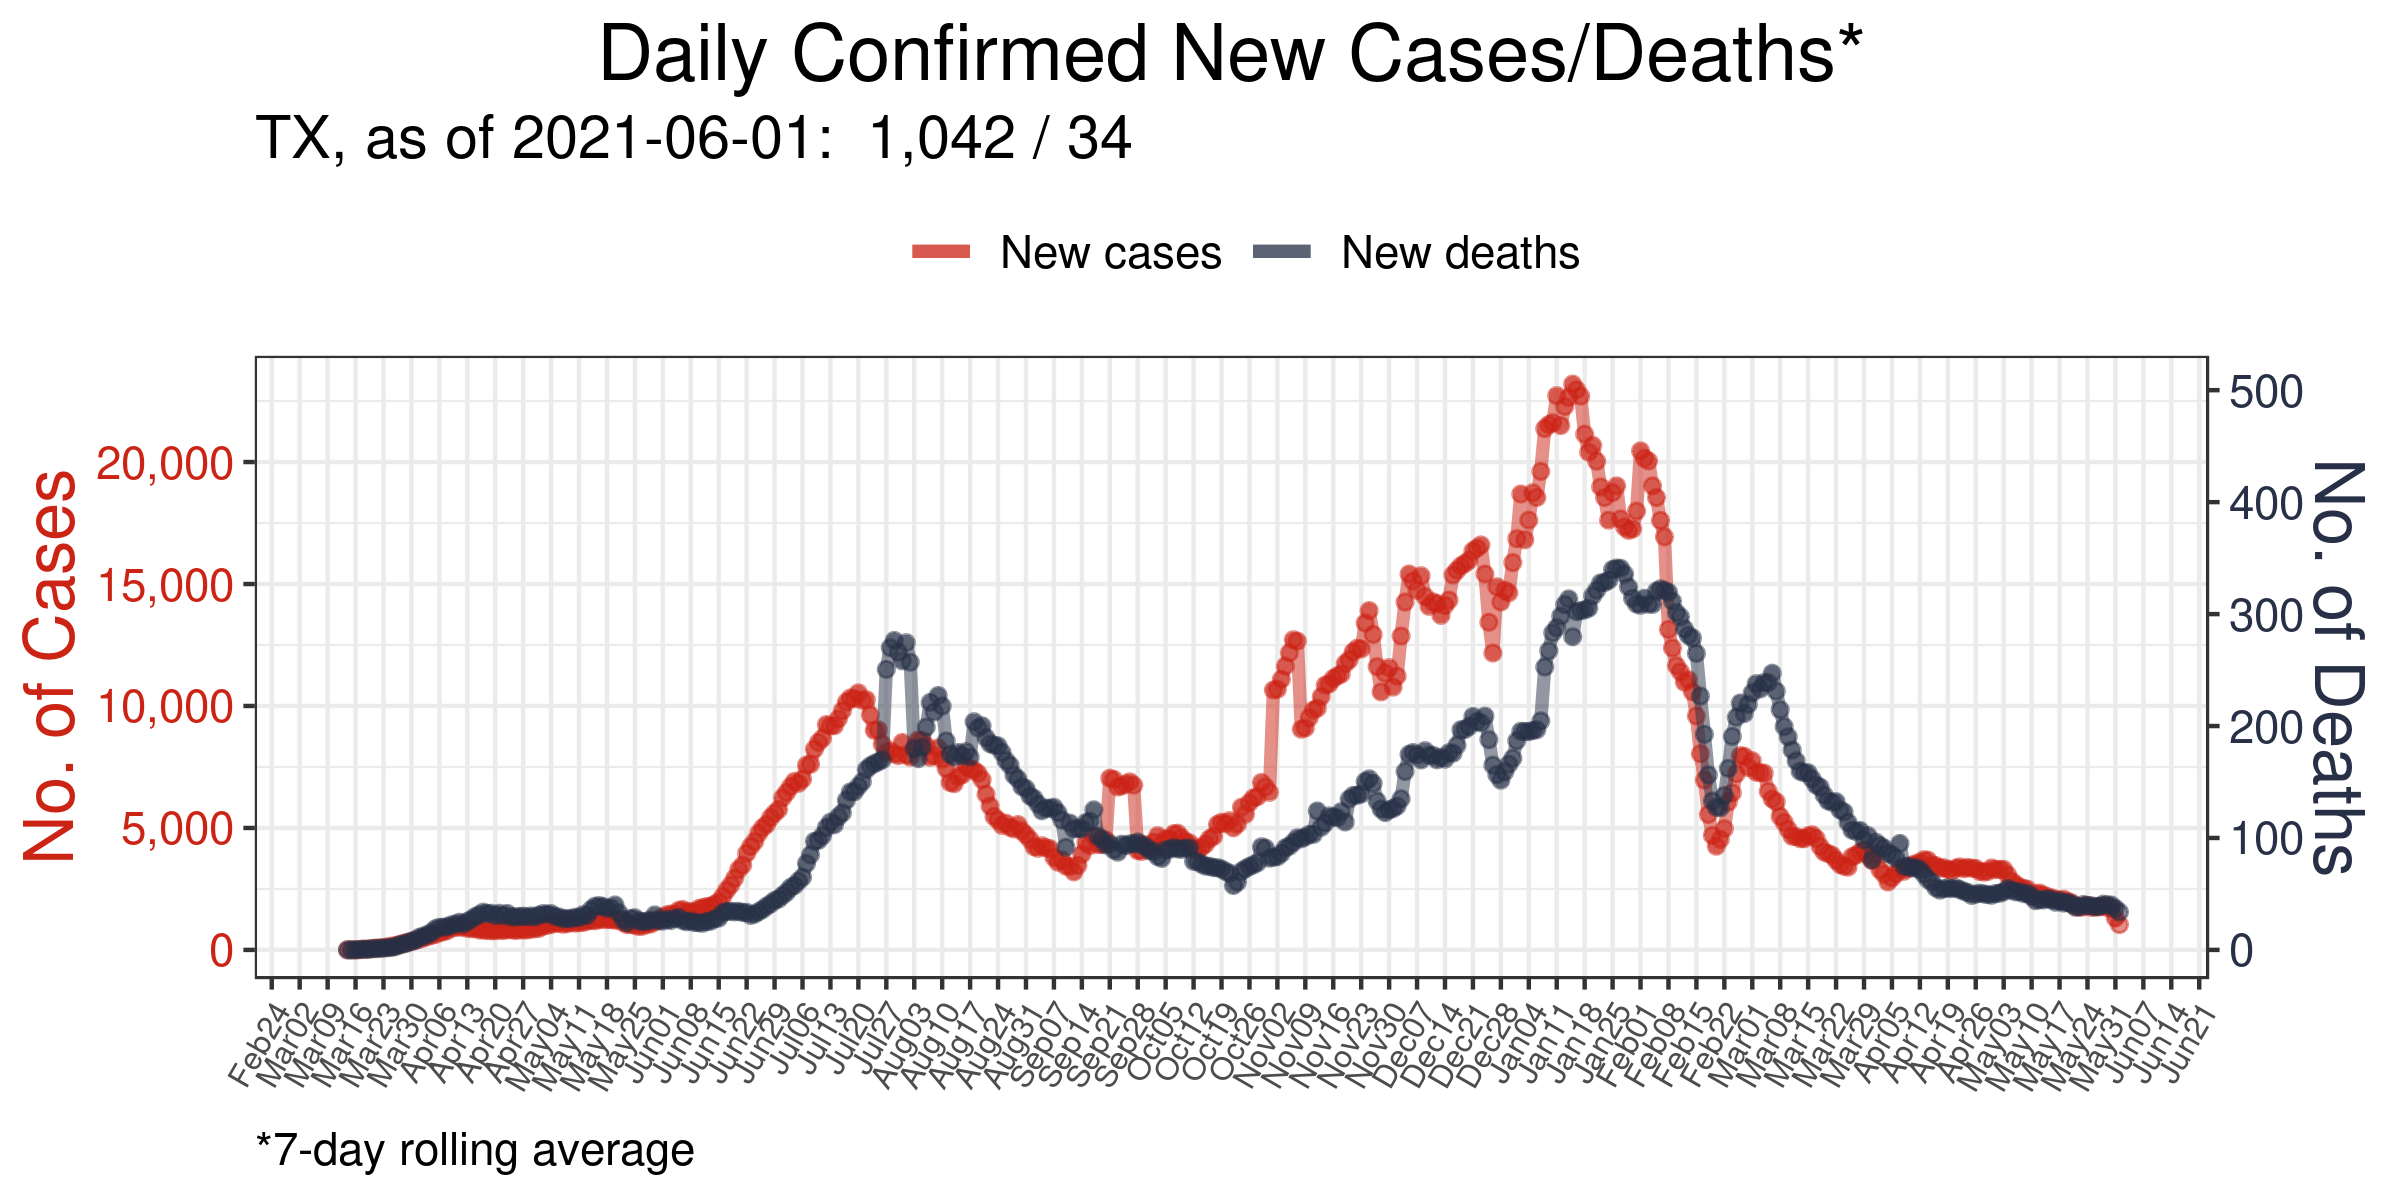 Daily Confirmed New Cases/Deaths*
TX, as of 2021-06-01:  1,042 / 34
New cases
New deaths
No. of Cases
20,000
15,000
10,000
5,000
0
500
400
300
200
100
0
No. of Deaths
Feb24
Mar02
Mar09
Mar16
Mar23
Mar30
Apr06
Apr13
Apr20
Apr27
May04
May11
May18
May25
Jun01
Jun08
Jun15
Jun22
Jun29
Jul06
Jul13
Jul20
Jul27
Aug03
Aug10
Aug17
Aug24
Aug31
Sep07
Sep14
Sep21
Sep28
Oct05
Oct12
Oct19
Oct26
Nov02
Nov09
Nov16
Nov23
Nov30
Dec07
Dec14
Dec21
Dec28
Jan04
Jan11
Jan18
Jan25
Feb01
Feb08
Feb15
Feb22
Mar01
Mar08
Mar15
Mar22
Mar29
Apr05
Apr12
Apr19
Apr26
May03
May10
May17
May24
May31
Jun07
Jun14
Jun21
*7-day rolling average